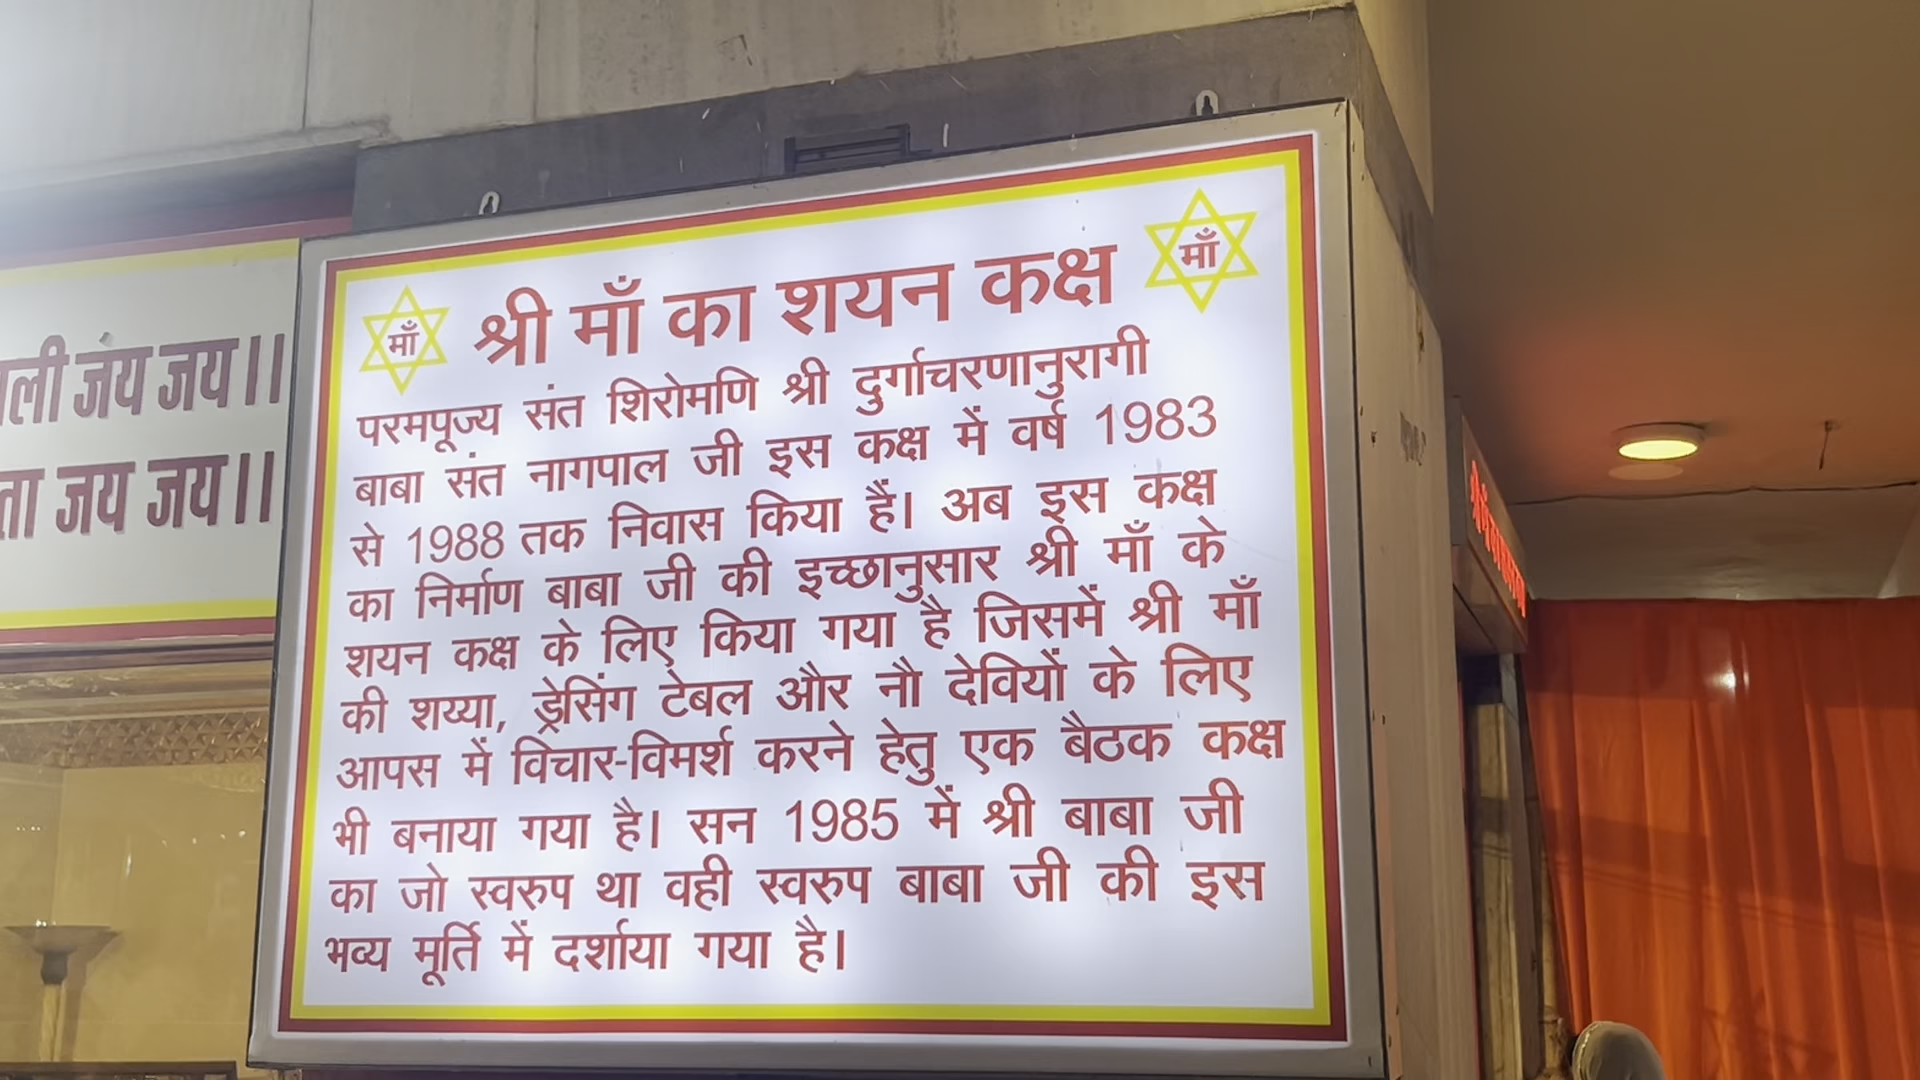 ली जय जय।।
ता जय जय।।
माँ श्री माँ का शयन कक्ष माँ
परमपूज्य संत शिरोमणि श्री दुर्गाचरणानुरागी
बाबा संत नागपाल जी इस कक्ष में वर्ष 1983
से 1988 तक निवास किया हैं। अब इस कक्ष
का निर्माण बाबा जी की इच्छानुसार श्री माँ के
शयन कक्ष के लिए किया गया है जिसमें श्री माँ
की शय्या, ड्रेसिंग टेबल और नौ देवियों के लिए
आपस में विचार-विमर्श करने हेतु एक बैठक कक्ष
भी बनाया गया है। सन 1985 में श्री बाबा जी
का जो स्वरुप था वही स्वरुप बाबा जी की इस
भव्य मूर्ति में दर्शाया गया है।